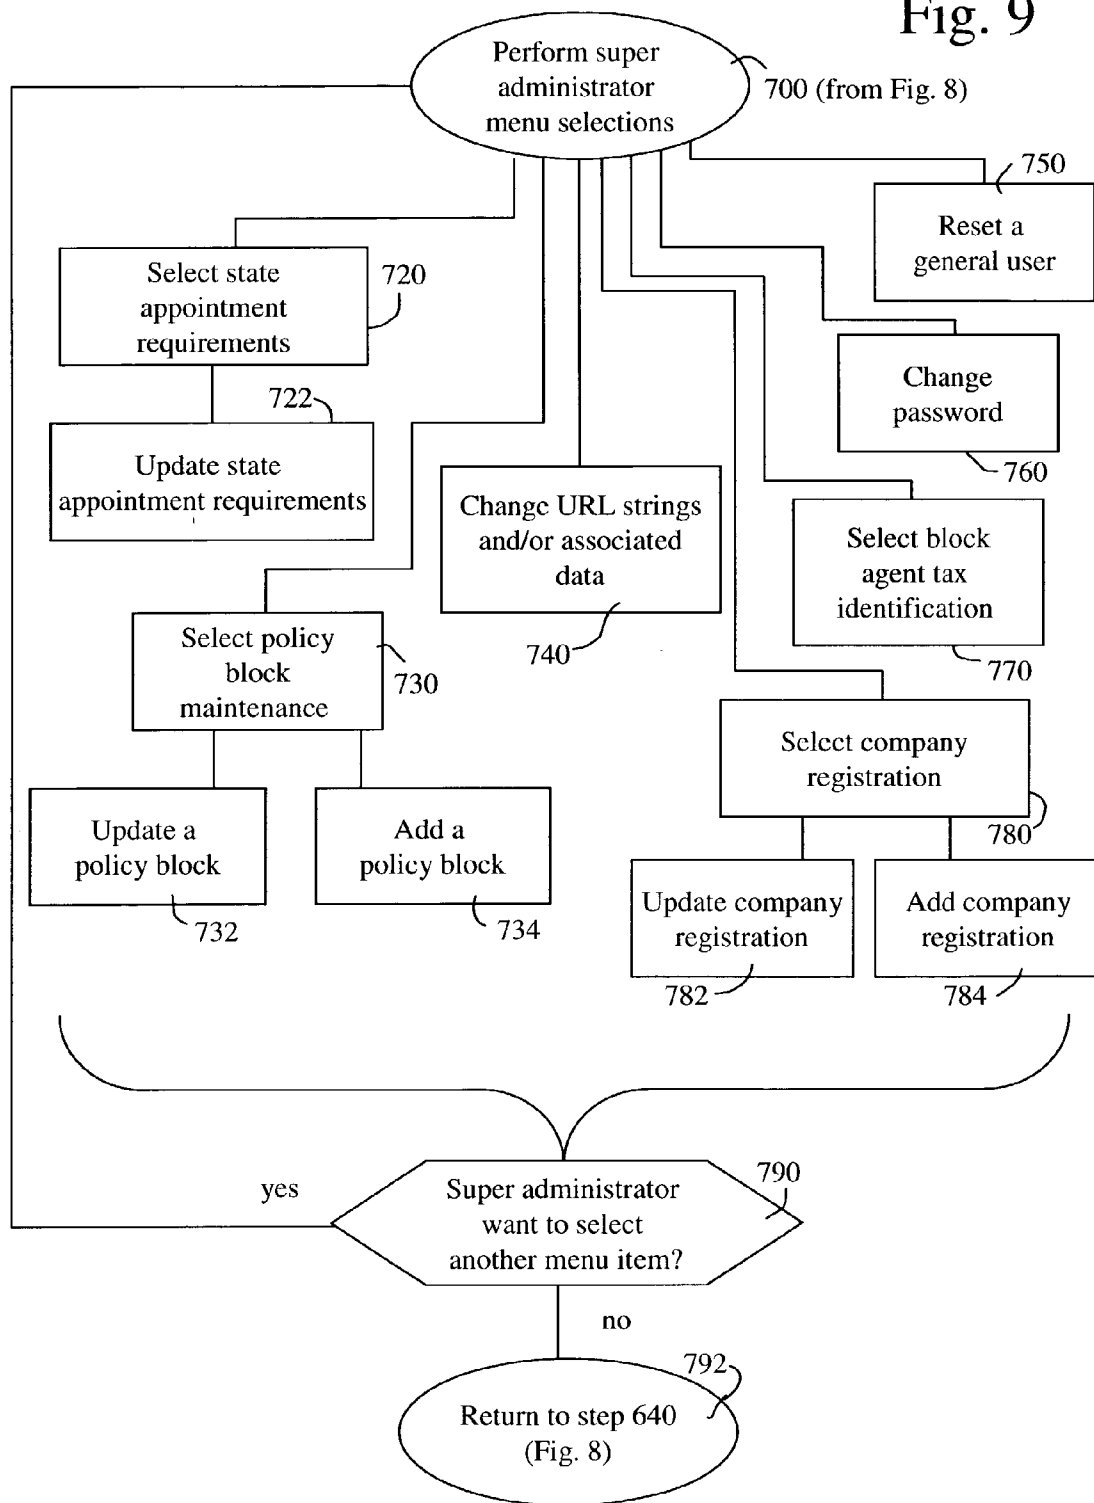 Fig. 9
Perform super
administrator
menu selections
700 (from Fig. 8)
750
Reset a
general user
Select state
appointment
requirements
720
722
Update state
appointment requirements
Change
password
760
Change URL strings
and/or associated
data
740
Select block
agent tax
identification
770
Select policy
block
maintenance
730
Select company
registration
780
Update a
policy block
732
Add a
policy block
734
Update company
registration
782
Add company
registration
784
yes
Super administrator
want to select
another menu item?
790
no
792
Return to step 640
(Fig. 8)